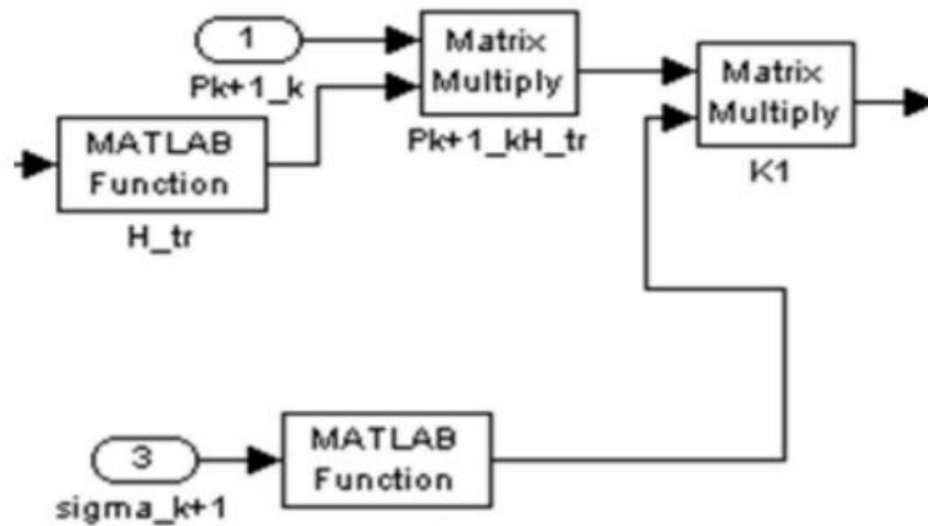 1
Pk+1_k
Matrix
Multiply
Pk+1_kH_tr
Matrix
Multiply
K1
MATLAB
Function
H_tr
3
sigma_k+1
MATLAB
Function